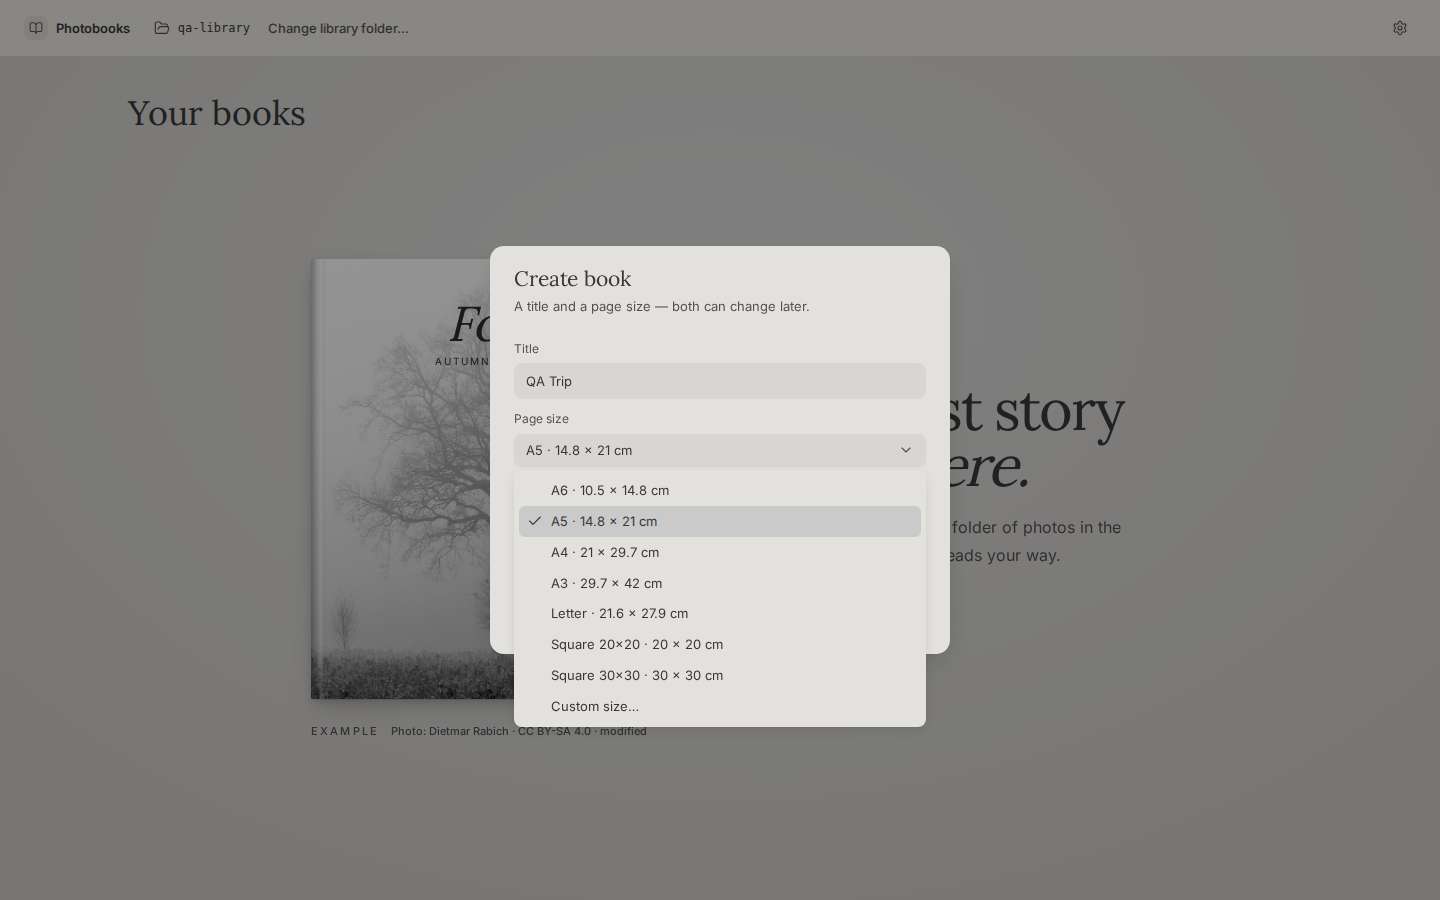 Photobooks qa-library Change library folder...
Your books
AUTUMN
Create book
A title and a page size — both can change later.
Title
QA Trip
Page size
A5 · 14.8 × 21 cm
A6 · 10.5 × 14.8 cm
A5 · 14.8 × 21 cm
A4 · 21 × 29.7 cm
A3 · 29.7 × 42 cm
Letter · 21.6 × 27.9 cm
Square 20×20 · 20 × 20 cm
Square 30×30 · 30 × 30 cm
Custom size...
story
folder of photos in the
your way.
EXAMPLE Photo: Dietmar Rabich · CC BY-SA 4.0 · modified